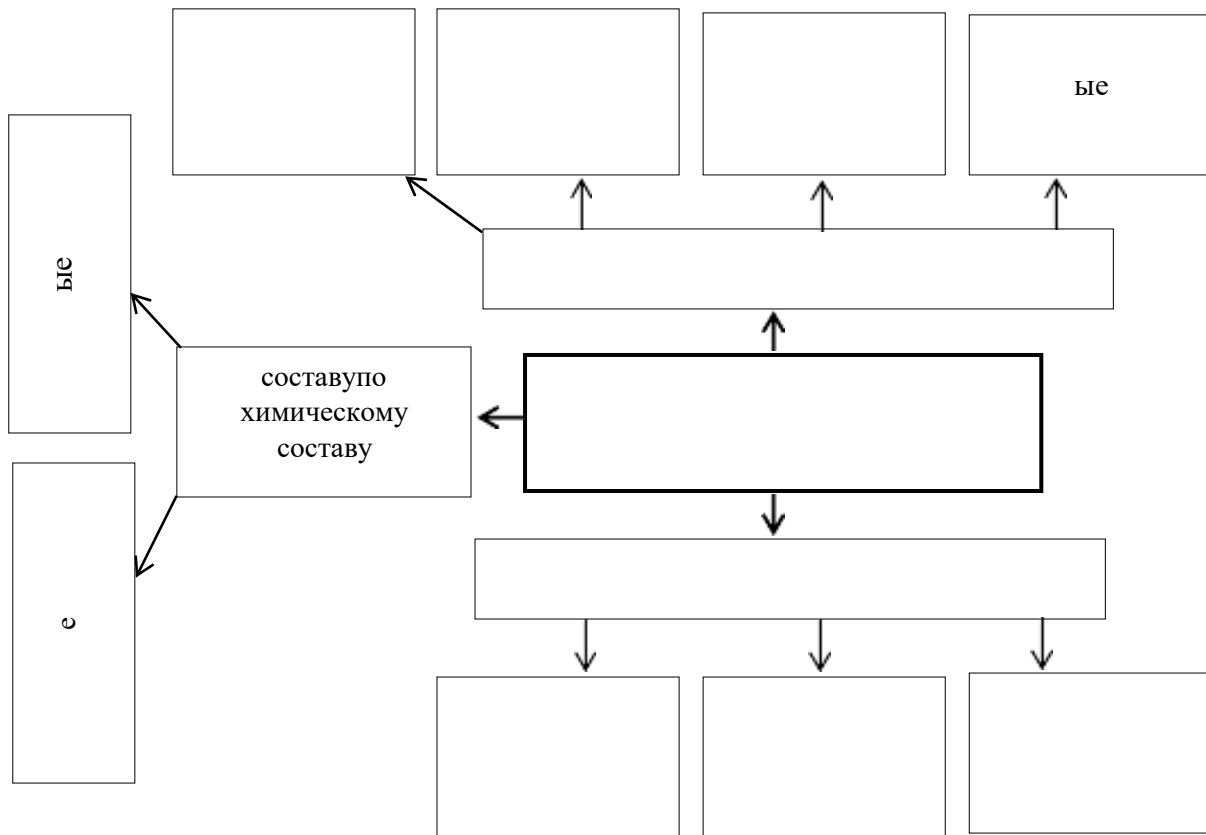 ые
ые
составупо
химическому
составу
е